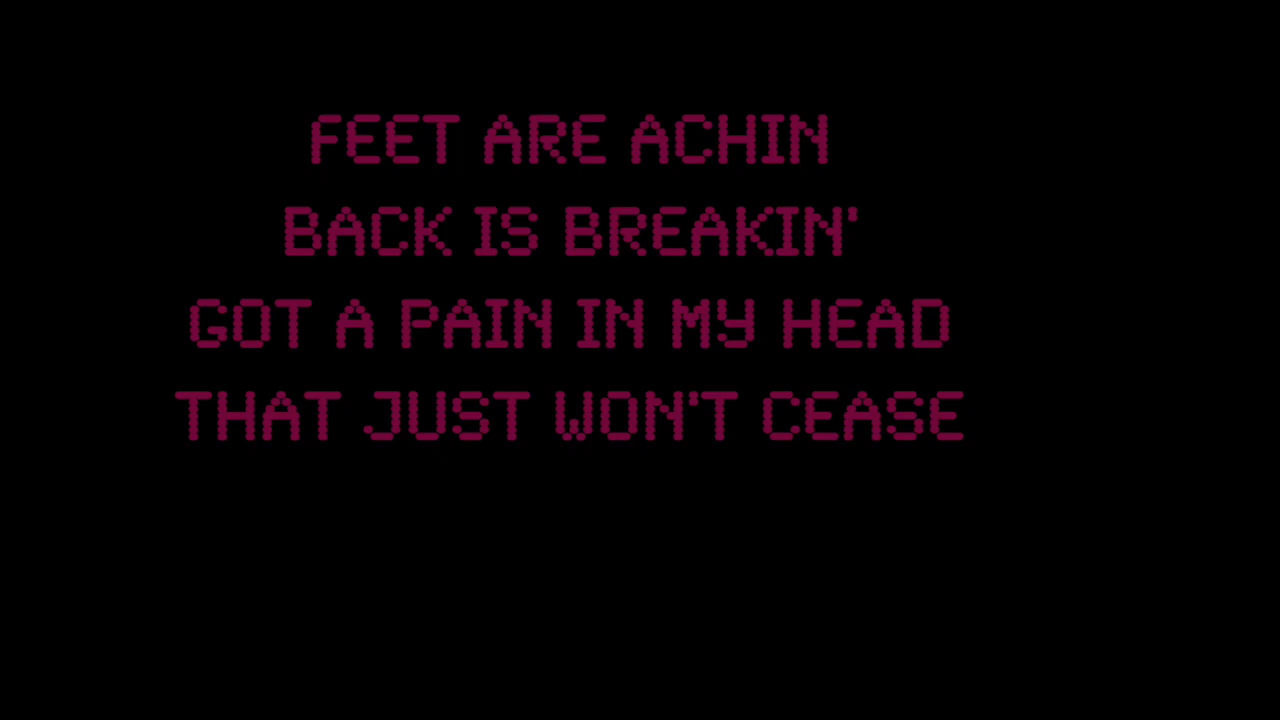 FEET ARE ACHIN
BACK IS BREAKIN'
GOT A PAIN IN MY HEAD
THAT JUST WON'T CEASE